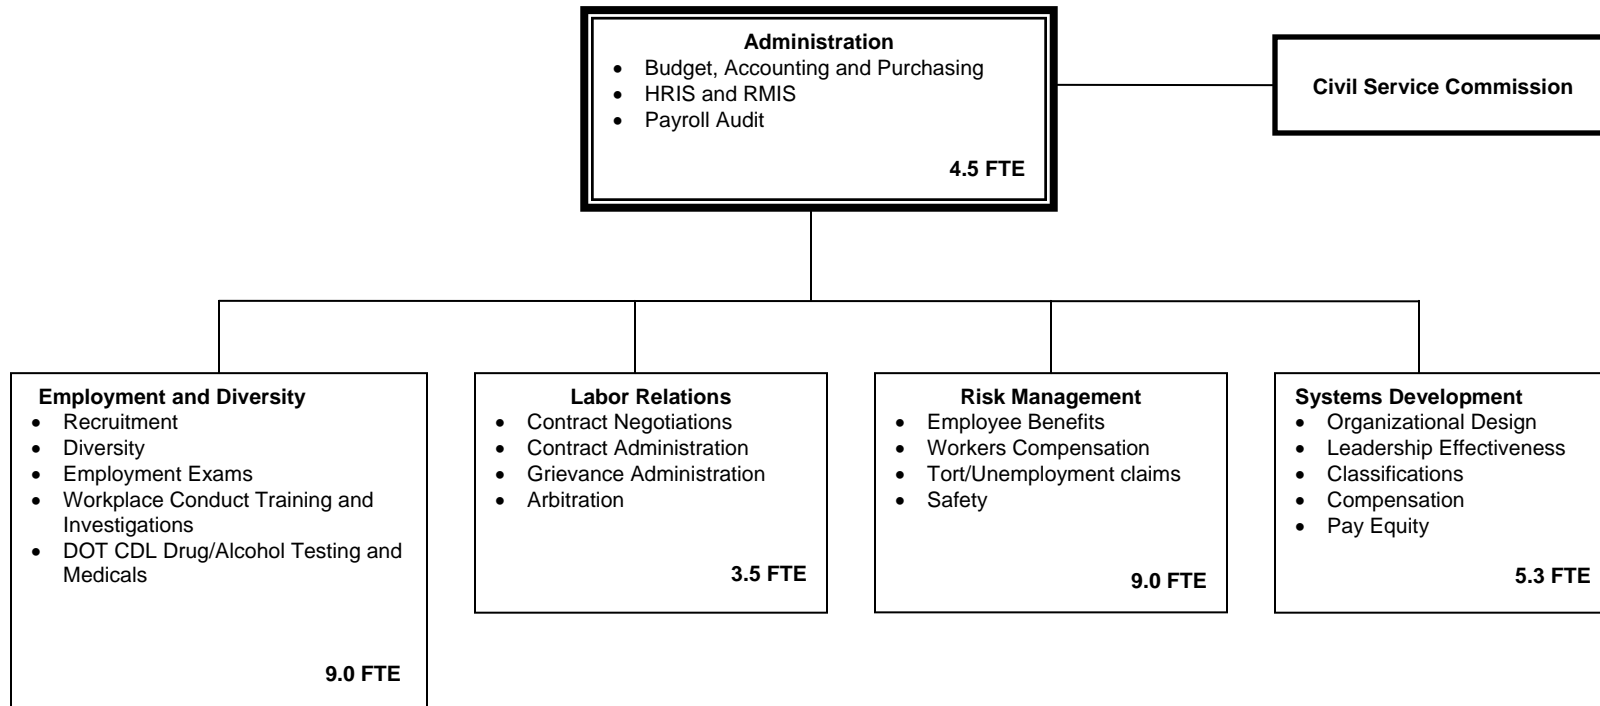 Administration
• Budget, Accounting and Purchasing
• HRIS and RMIS
• Payroll Audit
4.5 FTE
Civil Service Commission
Employment and Diversity
• Recruitment
• Diversity
• Employment Exams
• Workplace Conduct Training and
Investigations
• DOT CDL Drug/Alcohol Testing and
Medicals
9.0 FTE
Labor Relations
• Contract Negotiations
• Contract Administration
• Grievance Administration
• Arbitration
3.5 FTE
Risk Management
• Employee Benefits
• Workers Compensation
• Tort/Unemployment claims
• Safety
9.0 FTE
Systems Development
• Organizational Design
• Leadership Effectiveness
• Classifications
• Compensation
• Pay Equity
5.3 FTE